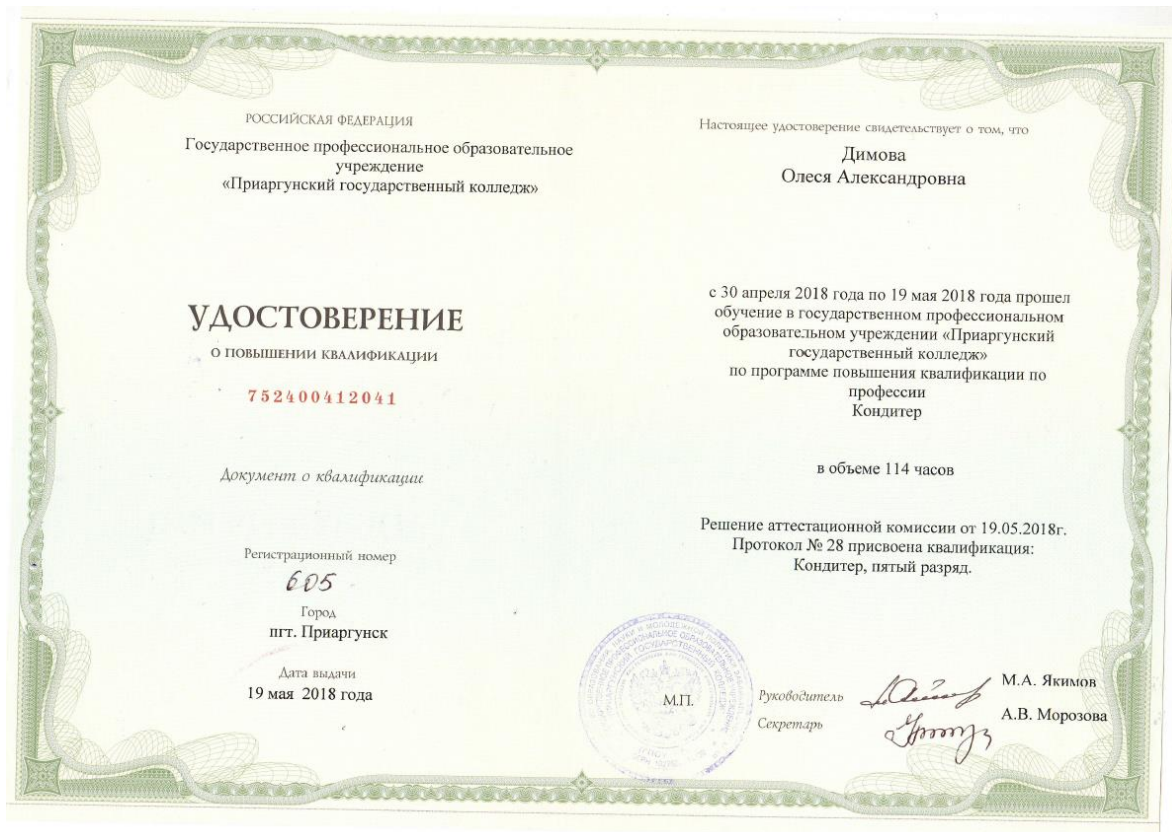 РОССИЙСКАЯ ФЕДЕРАЦИЯ
Государственное профессиональное образовательное
учреждение
«Приаргунский государственный колледж»
УДОСТОВЕРЕНИЕ
О ПОВЫШЕНИИ КВАЛИФИКАЦИИ
752400412041
Документ о квалификации
Регистрационный номер
605
Город
пгт. Приаргунск
Дата выдачи
19 мая 2018 года
Настоящее удостоверение свидетельствует о том, что
Димова
Олеся Александровна
с 30 апреля 2018 года по 19 мая 2018 года прошел
обучение в государственном профессиональном
образовательном учреждении «Приаргунский
государственный колледж»
по программе повышения квалификации по
профессии
Кондитер
в объеме 114 часов
Решение аттестационной комиссии от 19.05.2018г.
Протокол № 28 присвоена квалификация:
Кондитер, пятый разряд.
М.П.
Руководитель
М.А. Якимов
Секретарь
А.В. Морозова